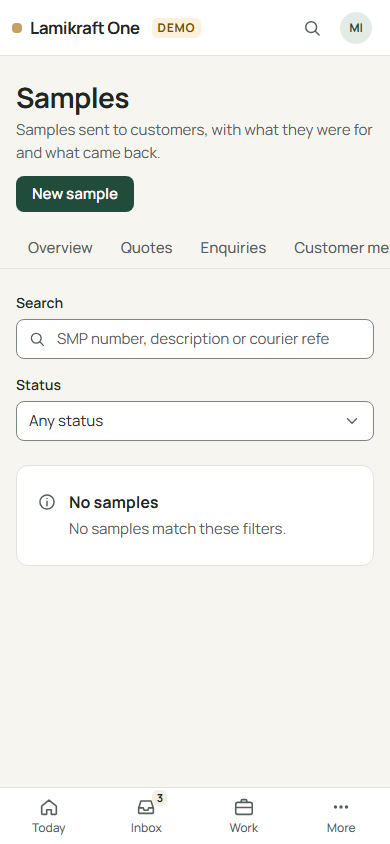 Lamikraft One DEMO MI
Samples
Samples sent to customers, with what they were for
and what came back.
New sample
Overview Quotes Enquiries Customer me
Search
SMP number, description or courier refe
Status
Any status
No samples
No samples match these filters.
3
Today Inbox Work More